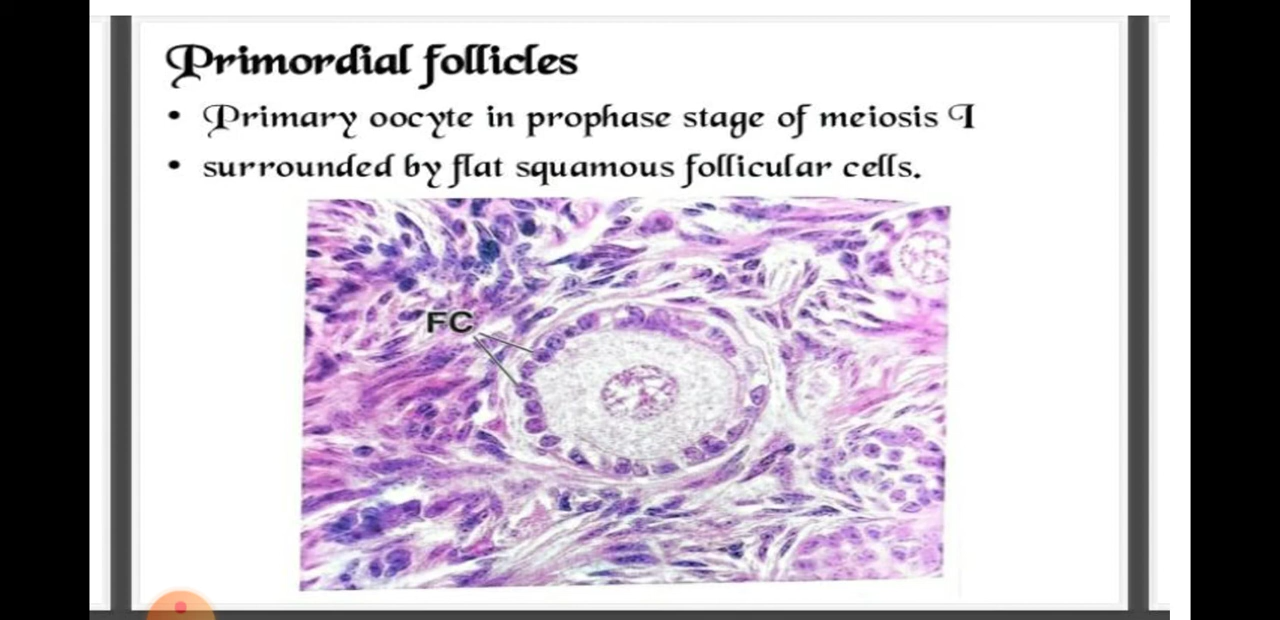 Primordial follicles
• Primary oocyte in prophase stage of meiosis I
• surrounded by flat squamous follicular cells.
FC